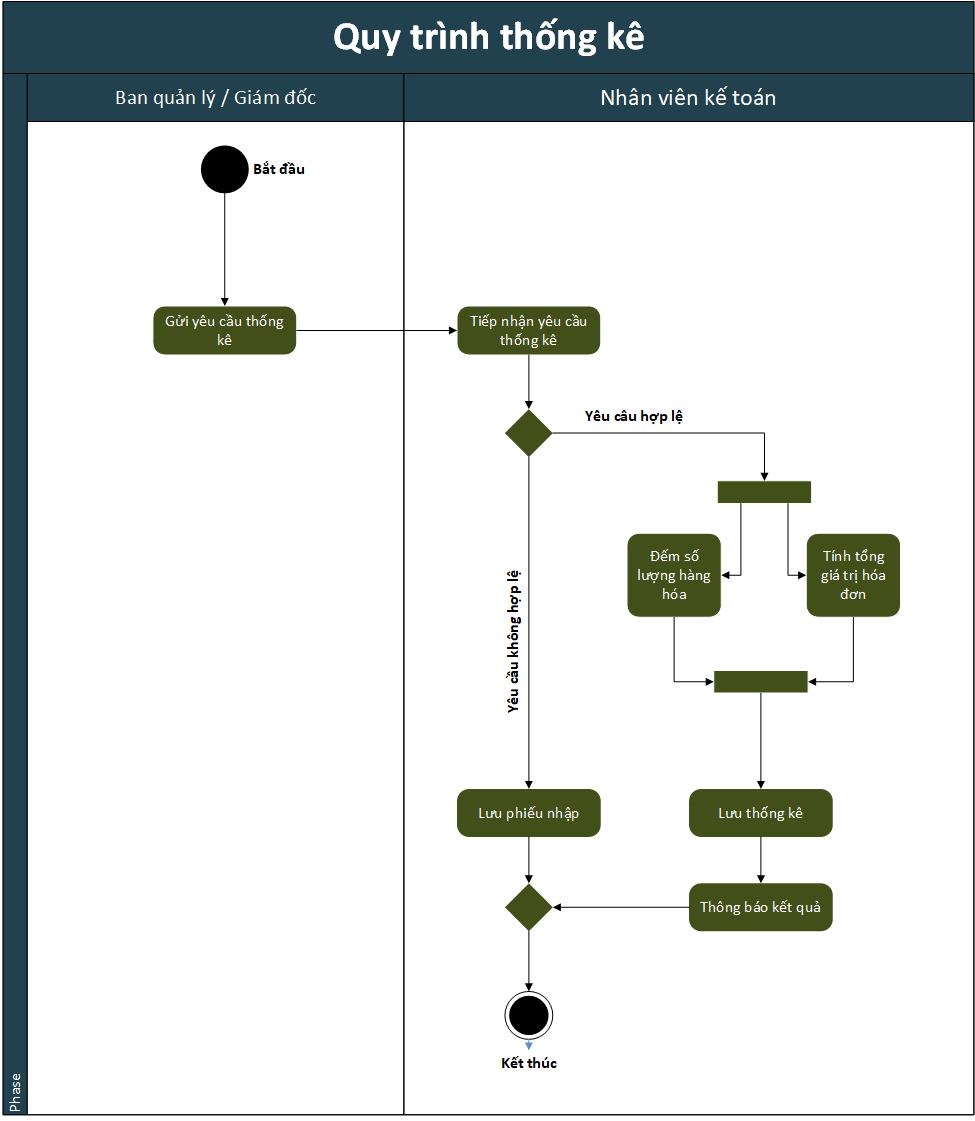 Quy trình thống kê
Ban quản lý / Giám đốc
Nhân viên kế toán
Bắt đầu
Gửi yêu cầu thống
kê
Tiếp nhận yêu cầu
thống kê
Yêu câu hợp lệ
Đếm số
lượng hàng
hóa
Tính tổng
giá trị hóa
đơn
Yêu cầu không hợp lệ
Lưu phiếu nhập
Lưu thống kê
Thông báo kết quả
Kết thúc
Phase